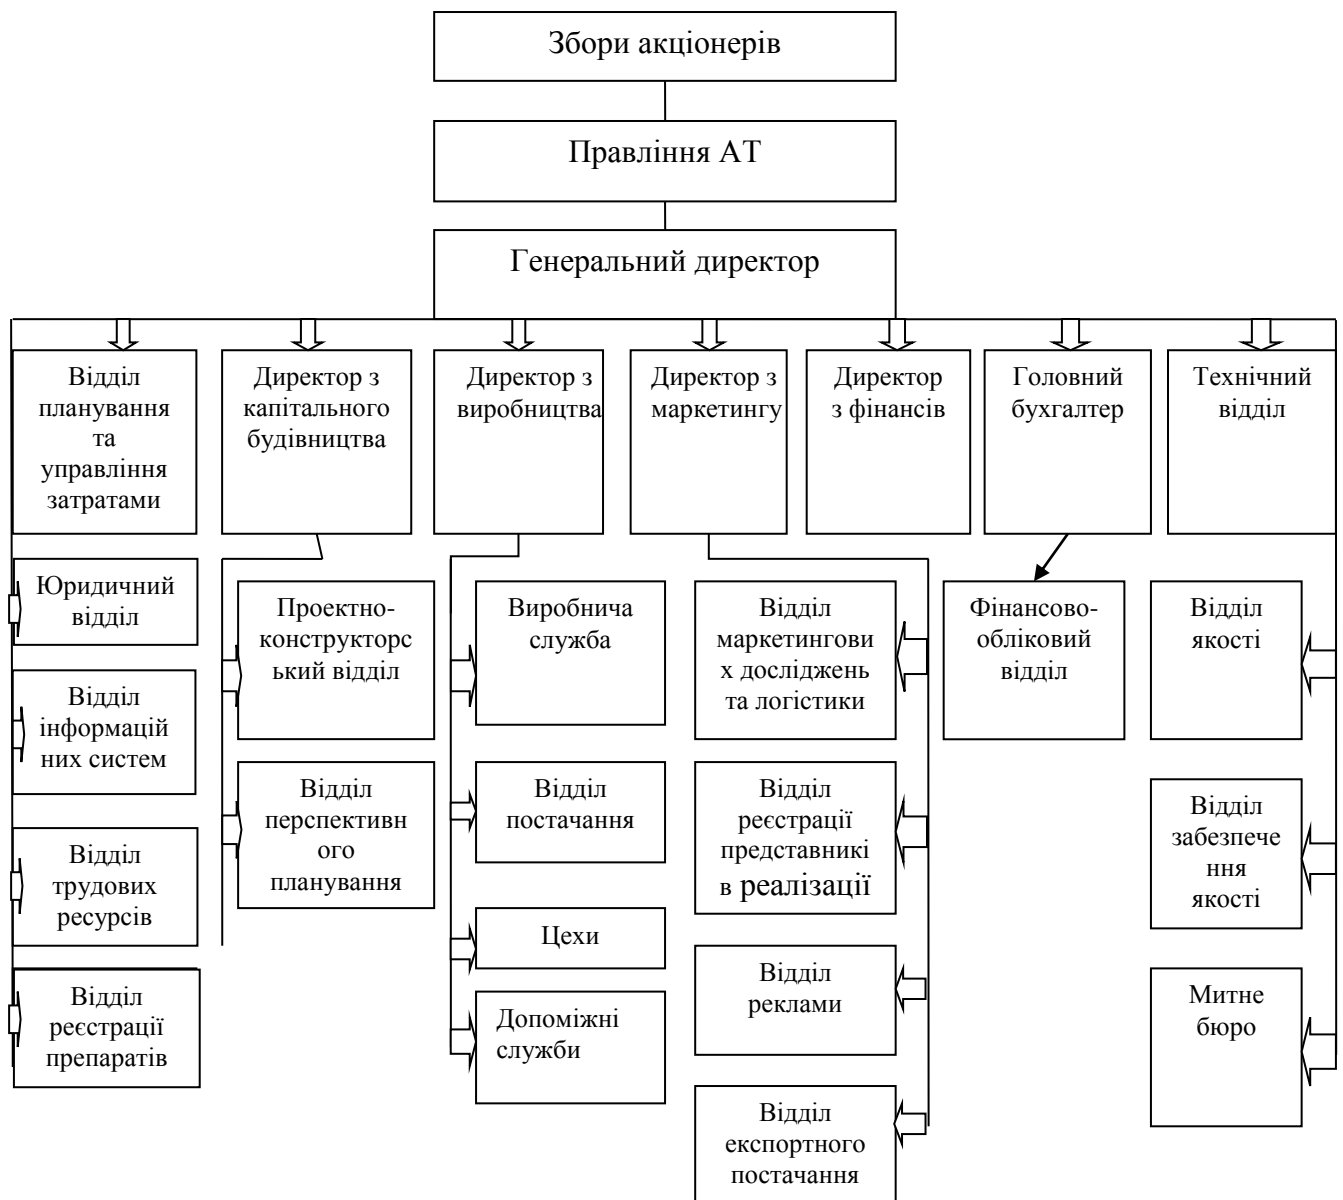 Збори акціонерів
Правління АТ
Генеральний директор
Відділ
планування
та
управління
затратами
Директор з
капітального
будівництва
Директор з
виробництва
Директор з
маркетингу
Директор
з фінансів
Головний
бухгалтер
Технічний
відділ
Юридичний
відділ
Відділ
інформацій
них систем
Відділ
трудових
ресурсів
Відділ
реєстрації
препаратів
Проектно-
конструкторс
ький відділ
Відділ
перспективн
ого
планування
Виробнича
служба
Відділ
постачання
Цехи
Допоміжні
служби
Відділ
маркетингови
х досліджень
та логістики
Відділ
реєстрації
представникі
в реалізації
Відділ
реклами
Відділ
експортного
постачання
Фінансово-
обліковий
відділ
Відділ
якості
Відділ
забезпече
ння
якості
Митне
бюро